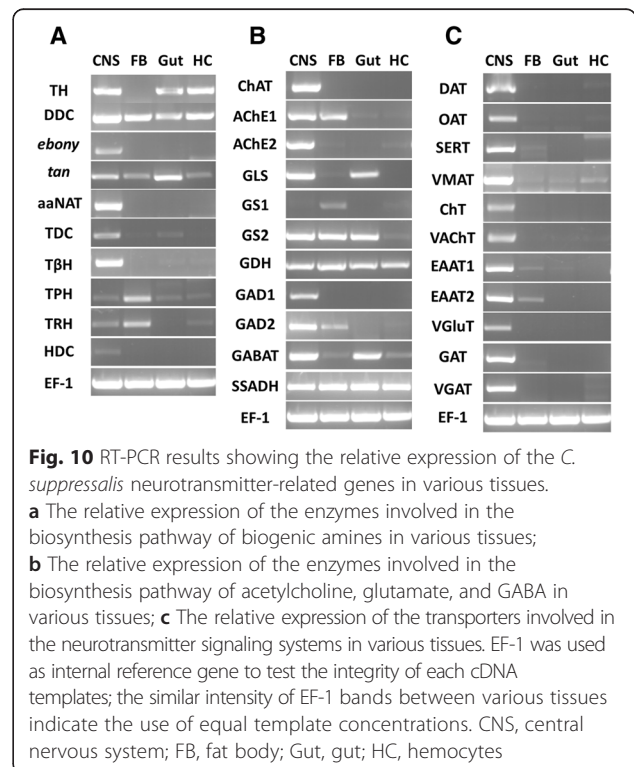 A
B
C
CNS FB Gut HC
CNS FB Gut HC
CNS FB Gut HC
TH
DDC
ebony
tan
aaNAT
TDC
TβH
TPH
TRH
HDC
EF-1
ChAT
AChE1
AChE2
GLS
GS1
GS2
GDH
GAD1
GAD2
GABAT
SSADH
EF-1
DAT
OAT
SERT
VMAT
ChT
VAChT
EAAT1
EAAT2
VGluT
GAT
VGAT
EF-1
Fig. 10 RT-PCR results showing the relative expression of the C.
suppressalis neurotransmitter-related genes in various tissues.
a The relative expression of the enzymes involved in the
biosynthesis pathway of biogenic amines in various tissues;
b The relative expression of the enzymes involved in the
biosynthesis pathway of acetylcholine, glutamate, and GABA in
various tissues; c The relative expression of the transporters involved in
the neurotransmitter signaling systems in various tissues. EF-1 was used
as internal reference gene to test the integrity of each cDNA
templates; the similar intensity of EF-1 bands between various tissues
indicate the use of equal template concentrations. CNS, central
nervous system; FB, fat body; Gut, gut; HC, hemocytes